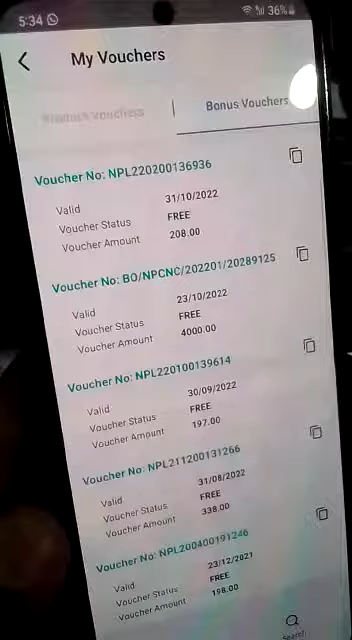 5:34
36%
My Vouchers
Product Vouchers
Bonus Vouchers
Voucher No: NPL220200136936
Valid 31/10/2022
Voucher Status FREE
Voucher Amount 208.00
Voucher No: BO/NPCNC/202201/20289125
Valid 23/10/2022
Voucher Status FREE
Voucher Amount 4000.00
Voucher No: NPL220100139614
Valid 30/09/2022
Voucher Status FREE
Voucher Amount 197.00
Voucher No: NPL211200131266
Valid 31/08/2022
Voucher Status FREE
Voucher Amount 338.00
Voucher No: NPL200400191246
Valid 23/12/2021
Voucher Status FREE
Voucher Amount 198.00
Search